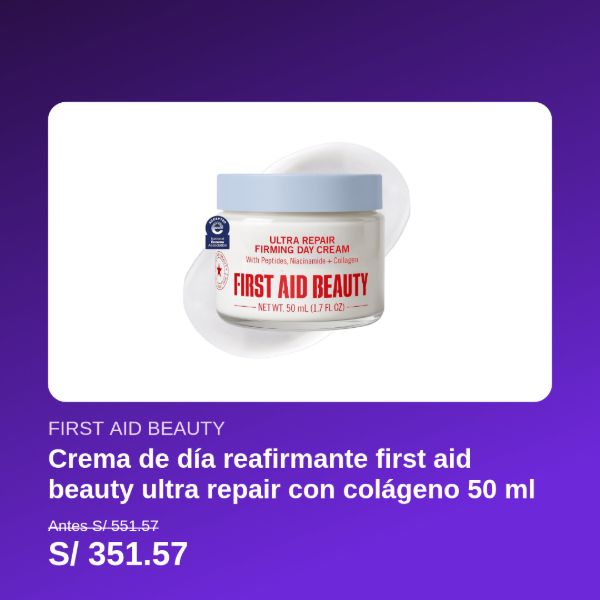 ACCEPTED
ULTRA REPAIR
FIRMING DAY CREAM
With Peptides, Niacinamide + Collagen
FIRST AID BEAUTY
NET WT. 50 mL (1.7 FL OZ)
FIRST AID BEAUTY
Crema de día reafirmante first aid
beauty ultra repair con colágeno 50 ml
Antes S/ 551.57
S/ 351.57